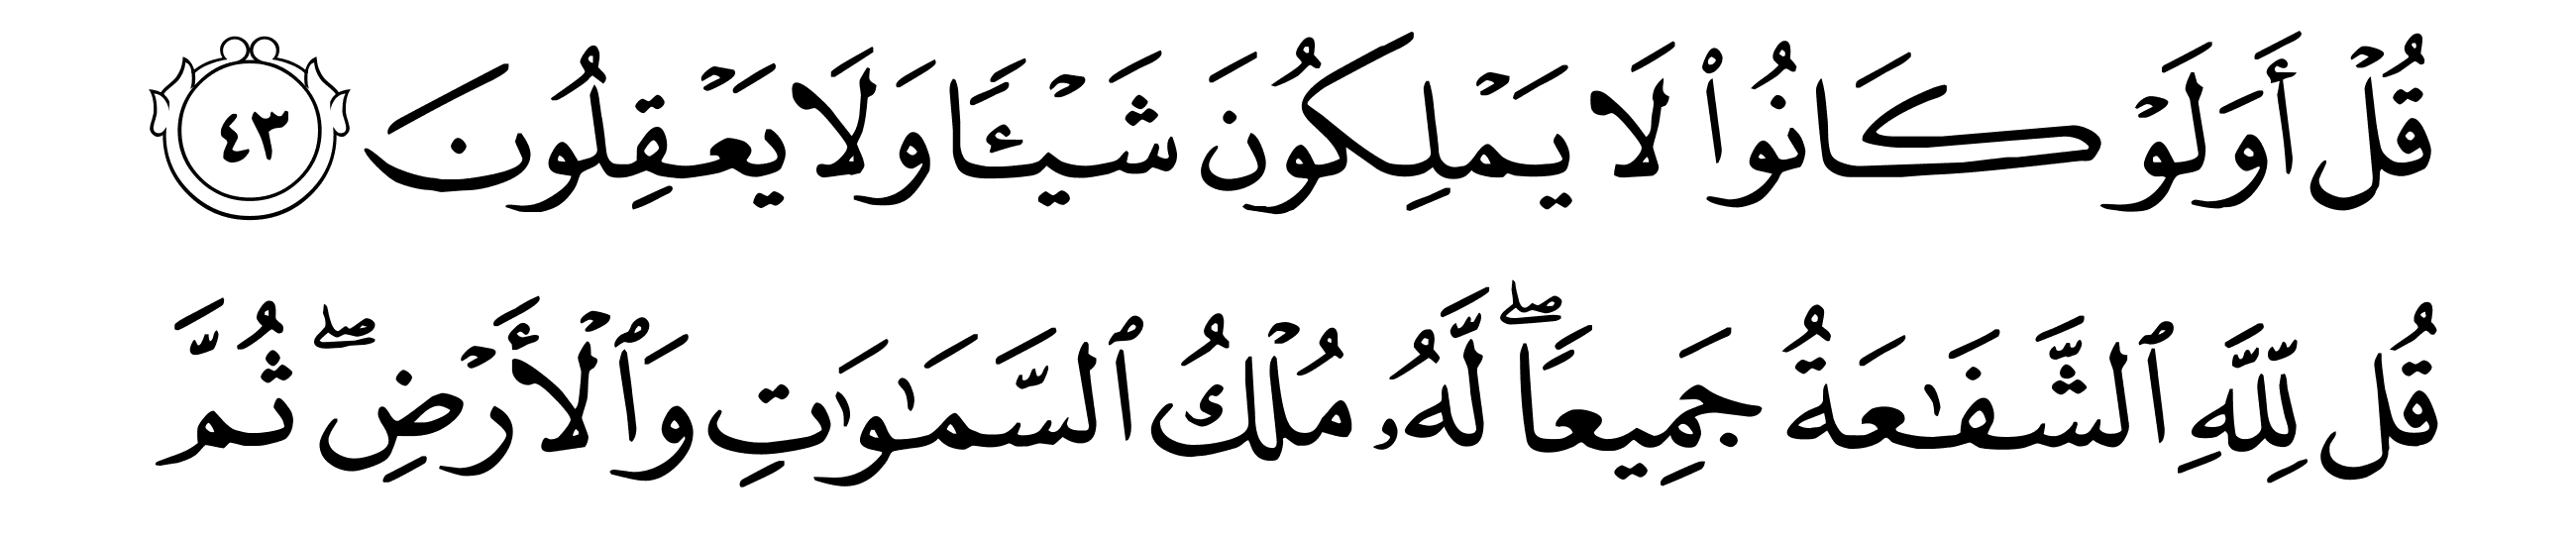 قُلْ أَوَلَوْ كَانُوا۟ لَا يَمْلِكُونَ شَيْـًٔا وَلَا يَعْقِلُونَ ٤٣
قُل لِّلَّهِ ٱلشَّفَـٰعَةُ جَمِيعًا ۖ لَّهُۥ مُلْكُ ٱلسَّمَـٰوَٰتِ وَٱلْأَرْضِ ۖ ثُمَّ